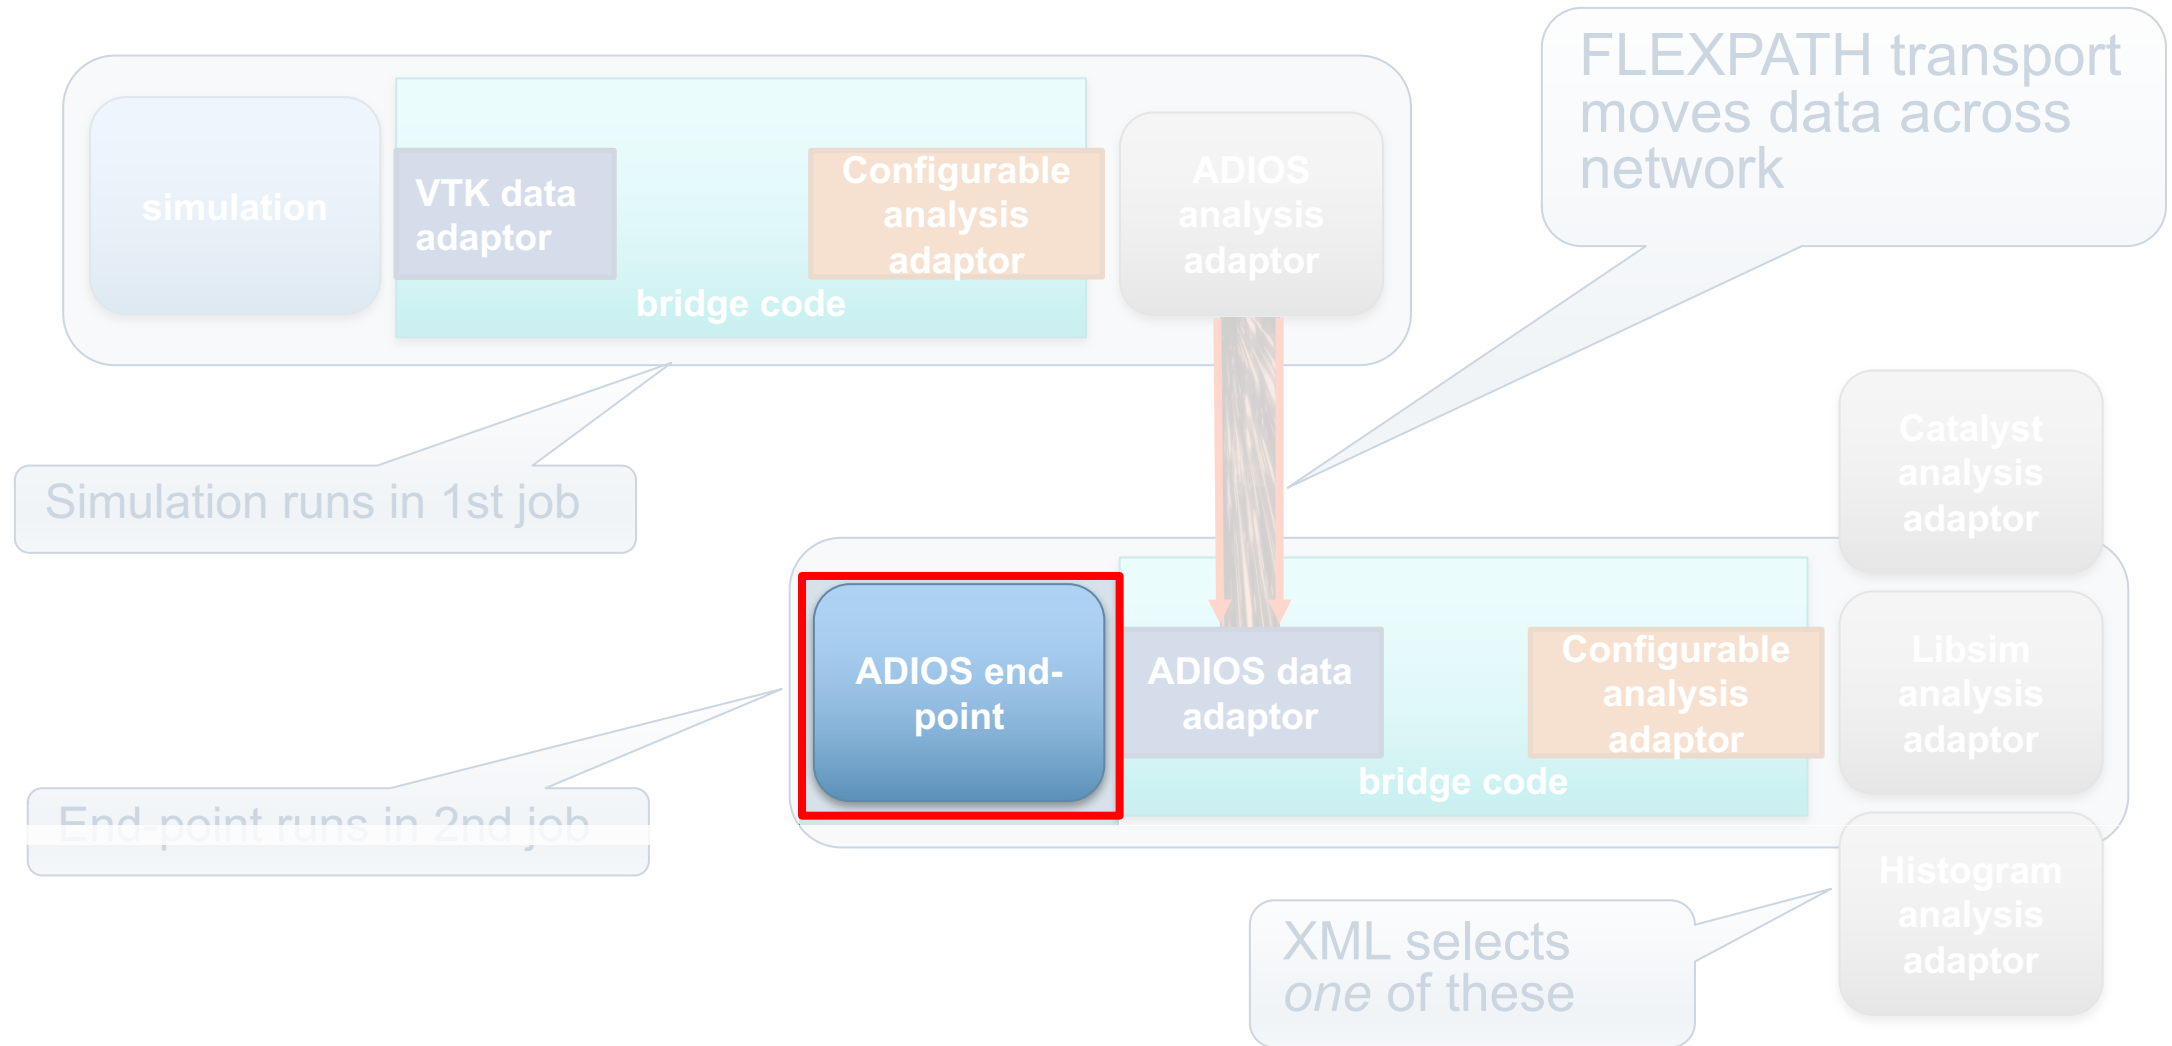 FLEXPATH transport
moves data across
network
simulation
VTK data
adaptor
Configurable
analysis
adaptor
bridge code
ADIOS
analysis
adaptor
Simulation runs in 1st job
Catalyst
analysis
adaptor
ADIOS end-
point
ADIOS data
adaptor
Configurable
analysis
adaptor
bridge code
Libsim
analysis
adaptor
End-point runs in 2nd job
Histogram
analysis
adaptor
XML selects
one of these